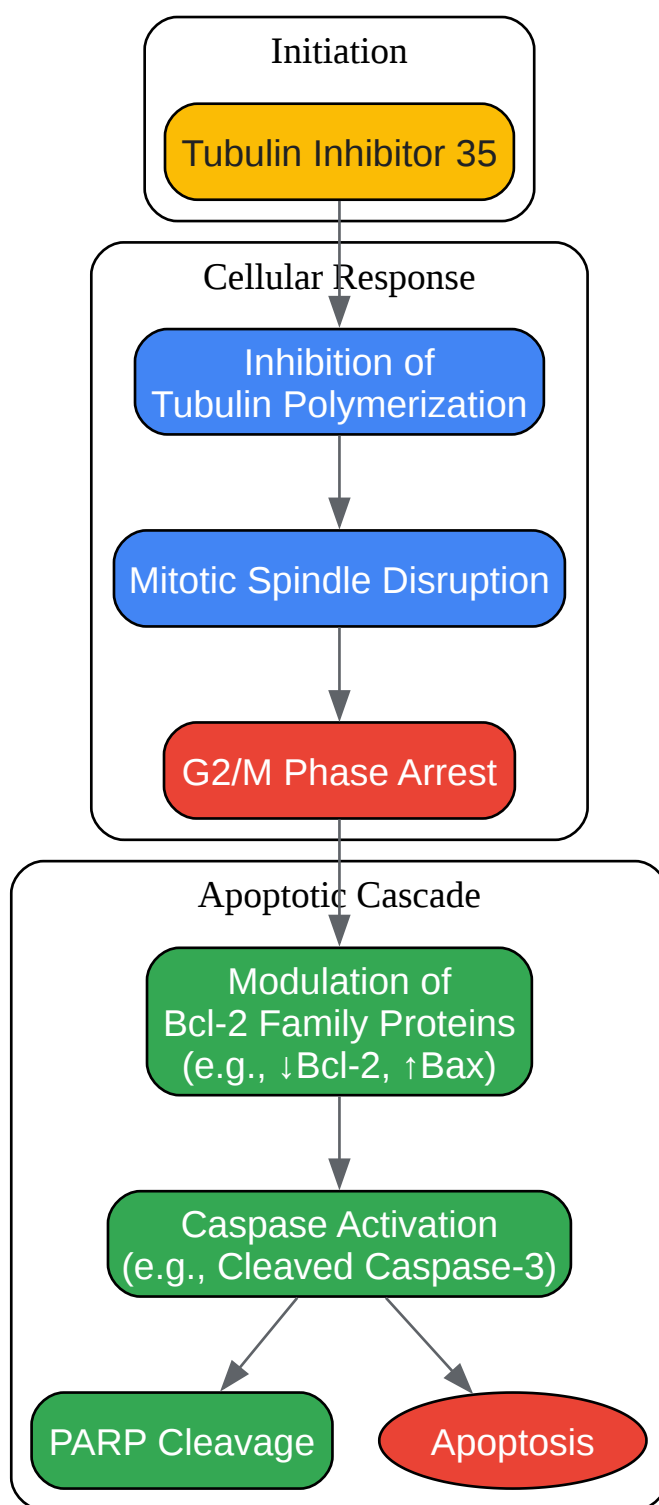 Initiation
Tubulin Inhibitor 35
Cellular Response
Inhibition of
Tubulin Polymerization
Mitotic Spindle Disruption
G2/M Phase Arrest
Apoptotic Cascade
Modulation of
Bcl-2 Family Proteins
(e.g., ↓Bcl-2, ↑Bax)
Caspase Activation
(e.g., Cleaved Caspase-3)
PARP Cleavage
Apoptosis